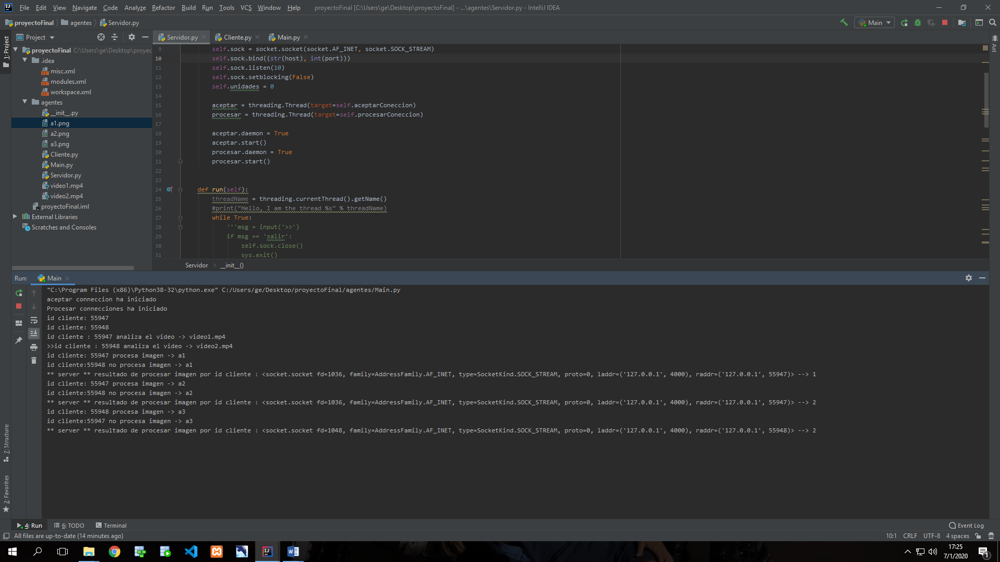 File Edit View Navigate Code Analyze Refactor Build Run Tools VCS Window Help proyectoFinal [C:\Users\ge\Desktop\proyectoFinal] - ...\agentes\Servidor.py - IntelliJ IDEA
proyectoFinal agentes Servidor.py Main
1: Project
Project
Servidor.py Cliente.py Main.py
Ant
proyectoFinal C:\Users\ge\Desktop\proyec
.idea
misc.xml
modules.xml
workspace.xml
agentes
__init__.py
a1.png
a2.png
a3.png
Cliente.py
Main.py
Servidor.py
video1.mp4
video2.mp4
proyectoFinal.iml
External Libraries
Scratches and Consoles
9 self.sock = socket.socket(socket.AF_INET, socket.SOCK_STREAM)
10 self.sock.bind((str(host), int(port)))
11 self.sock.listen(10)
12 self.sock.setblocking(False)
13 self.unidades = 0
14
15 aceptar = threading.Thread(target=self.aceptarConeccion)
16 procesar = threading.Thread(target=self.procesarConeccion)
17
18 aceptar.daemon = True
19 aceptar.start()
20 procesar.daemon = True
21 procesar.start()
22
23
24 def run(self):
25 threadName = threading.currentThread().getName()
26 #print("Hello, I am the thread %s" % threadName)
27 while True:
28 '''msg = input('>>')
29 if msg == 'salir':
30 self.sock.close()
31 sys.exit()
Servidor __init__()
Run: Main
"C:\Program Files (x86)\Python38-32\python.exe" C:/Users/ge/Desktop/proyectoFinal/agentes/Main.py
aceptar conneccion ha iniciado
Procesar connecciones ha iniciado
id cliente: 55947
id cliente: 55948
id cliente : 55947 analiza el video -> video1.mp4
>>id cliente : 55948 analiza el video -> video2.mp4
id cliente: 55947 procesa imagen -> a1
id cliente:55948 no procesa imagen -> a1
** server ** resultado de procesar imagen por id cliente : <socket.socket fd=1036, family=AddressFamily.AF_INET, type=SocketKind.SOCK_STREAM, proto=0, laddr=('127.0.0.1', 4000), raddr=('127.0.0.1', 55947)> --> 1
id cliente: 55947 procesa imagen -> a2
id cliente:55948 no procesa imagen -> a2
** server ** resultado de procesar imagen por id cliente : <socket.socket fd=1036, family=AddressFamily.AF_INET, type=SocketKind.SOCK_STREAM, proto=0, laddr=('127.0.0.1', 4000), raddr=('127.0.0.1', 55947)> --> 2
id cliente: 55948 procesa imagen -> a3
id cliente:55947 no procesa imagen -> a3
** server ** resultado de procesar imagen por id cliente : <socket.socket fd=1048, family=AddressFamily.AF_INET, type=SocketKind.SOCK_STREAM, proto=0, laddr=('127.0.0.1', 4000), raddr=('127.0.0.1', 55948)> --> 2
7: Structure
2: Favorites
4: Run 6: TODO Terminal Event Log
All files are up-to-date (14 minutes ago) 10:1 CRLF UTF-8 4 spaces
17:25
7/1/2020
1